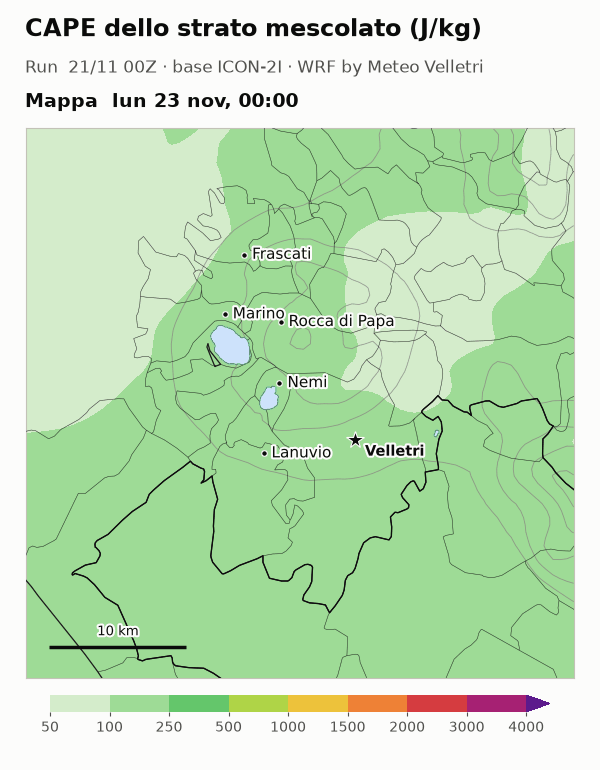 CAPE dello strato mescolato (J/kg)
Run  21/11 00Z · base ICON-2I · WRF by Meteo Velletri
Mappa  lun 23 nov, 00:00
Frascati
Marino
Rocca di Papa
Nemi
Velletri
Lanuvio
10 km
50 100 250 500 1000 1500 2000 3000 4000